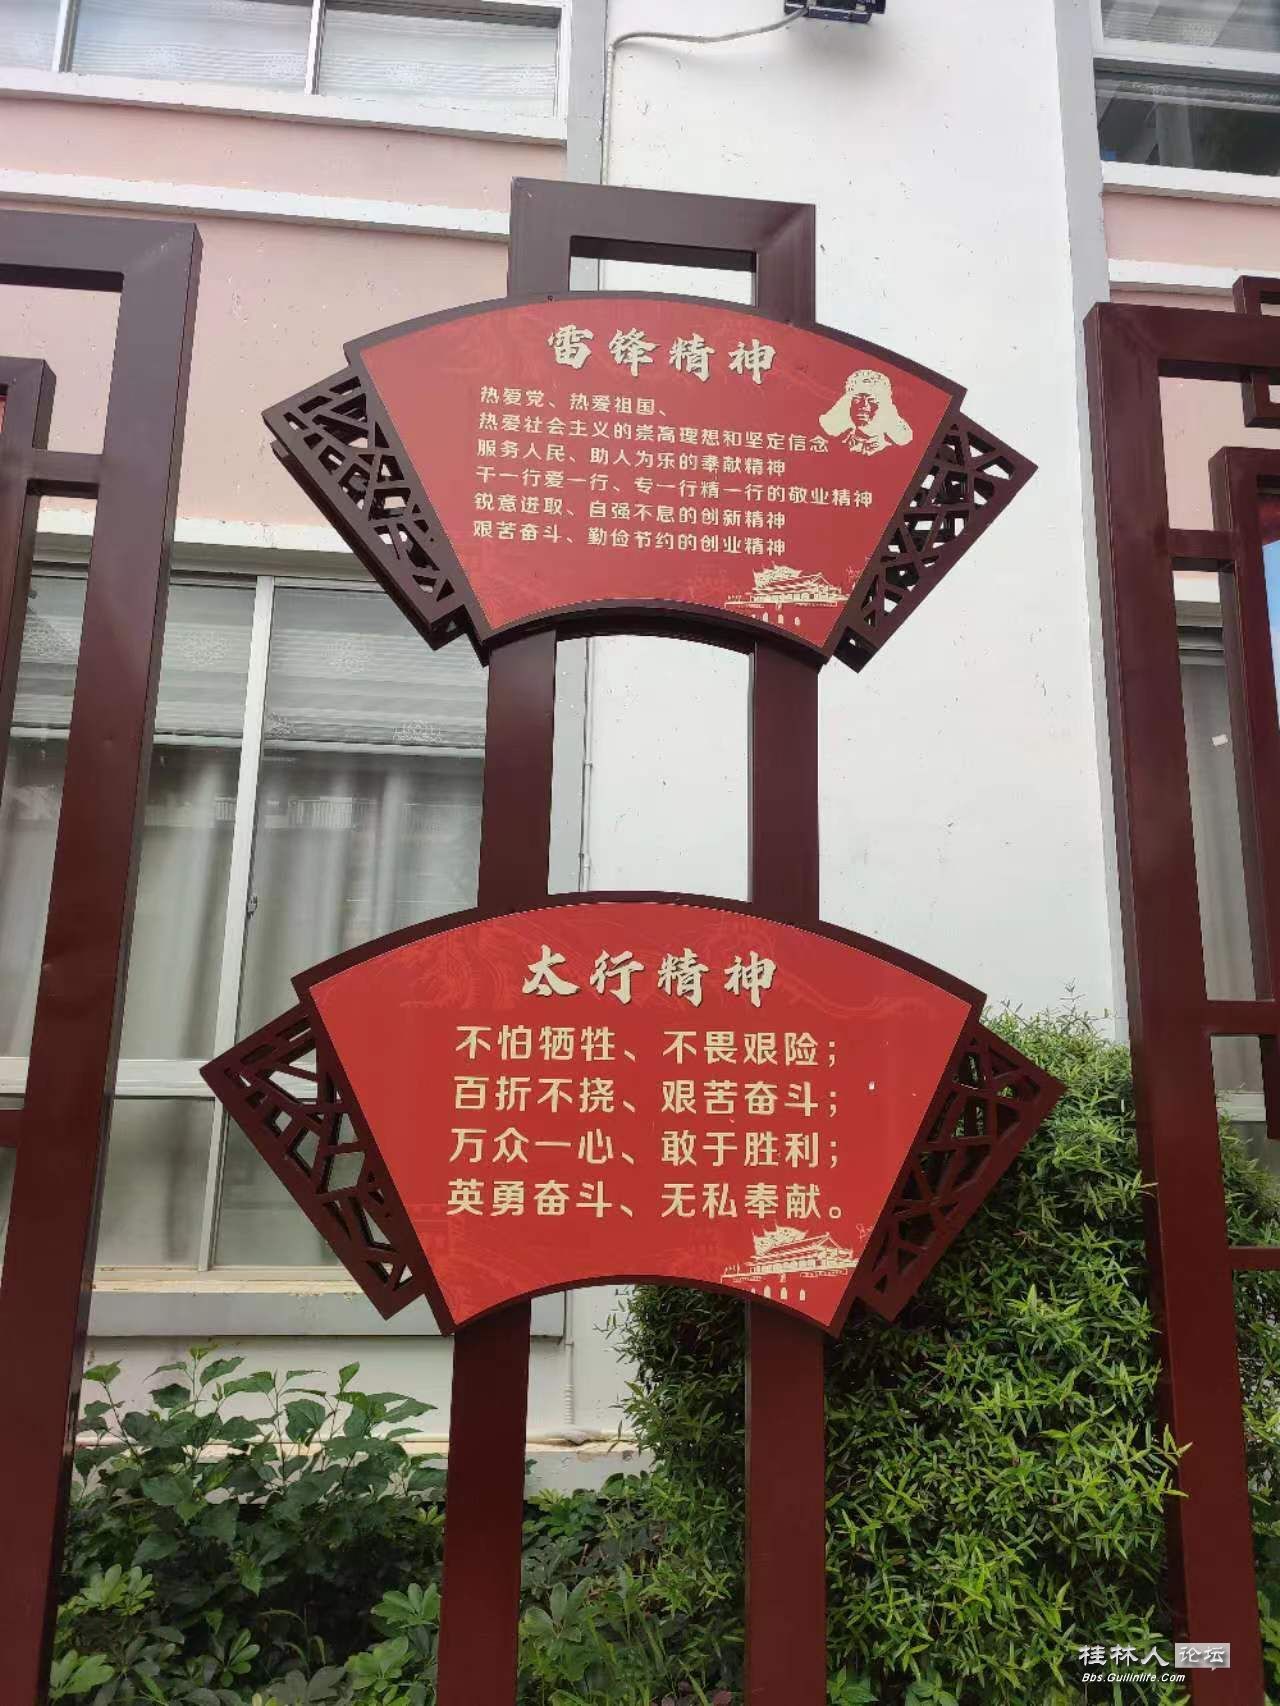 雷锋精神
热爱党、热爱祖国、
热爱社会主义的崇高理想和坚定信念
服务人民、助人为乐的奉献精神
干一行爱一行、专一行精一行的敬业精神
锐意进取、自强不息的创新精神
艰苦奋斗、勤俭节约的创业精神
太行精神
不怕牺牲、不畏艰险；
百折不挠、艰苦奋斗；
万众一心、敢于胜利；
英勇奋斗、无私奉献。
桂林人论坛
Bbs.Guilinlife.Com